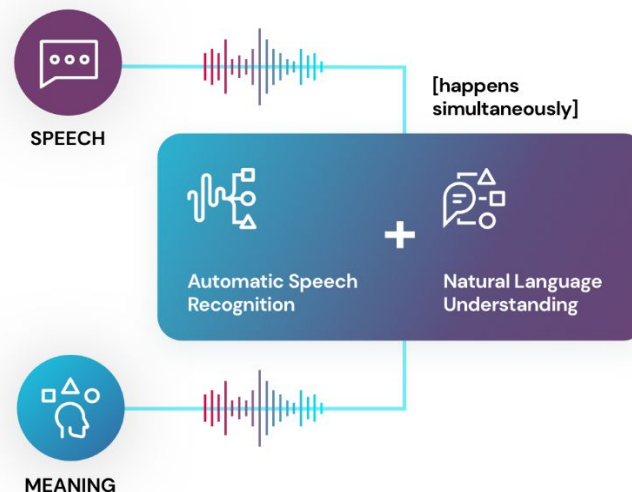 SPEECH
[happens
simultaneously]
Automatic Speech
Recognition
+
Natural Language
Understanding
MEANING